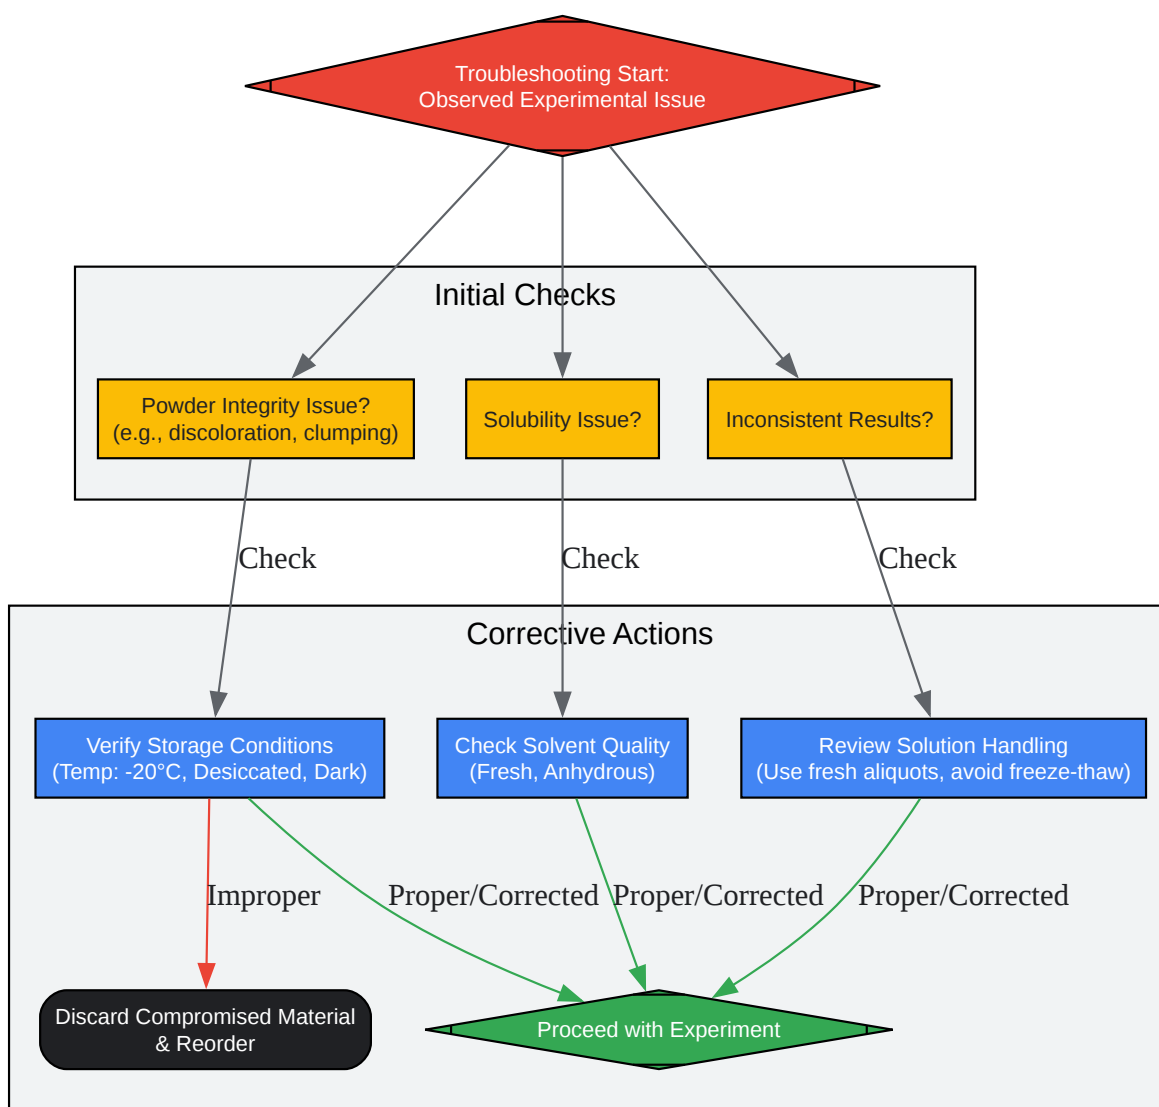 Troubleshooting Start:
Observed Experimental Issue
Initial Checks
Powder Integrity Issue?
(e.g., discoloration, clumping)
Solubility Issue?
Inconsistent Results?
Check
Check
Check
Corrective Actions
Verify Storage Conditions
(Temp: -20°C, Desiccated, Dark)
Check Solvent Quality
(Fresh, Anhydrous)
Review Solution Handling
(Use fresh aliquots, avoid freeze-thaw)
Improper
Proper/Corrected
Proper/Corrected
Proper/Corrected
Discard Compromised Material
& Reorder
Proceed with Experiment